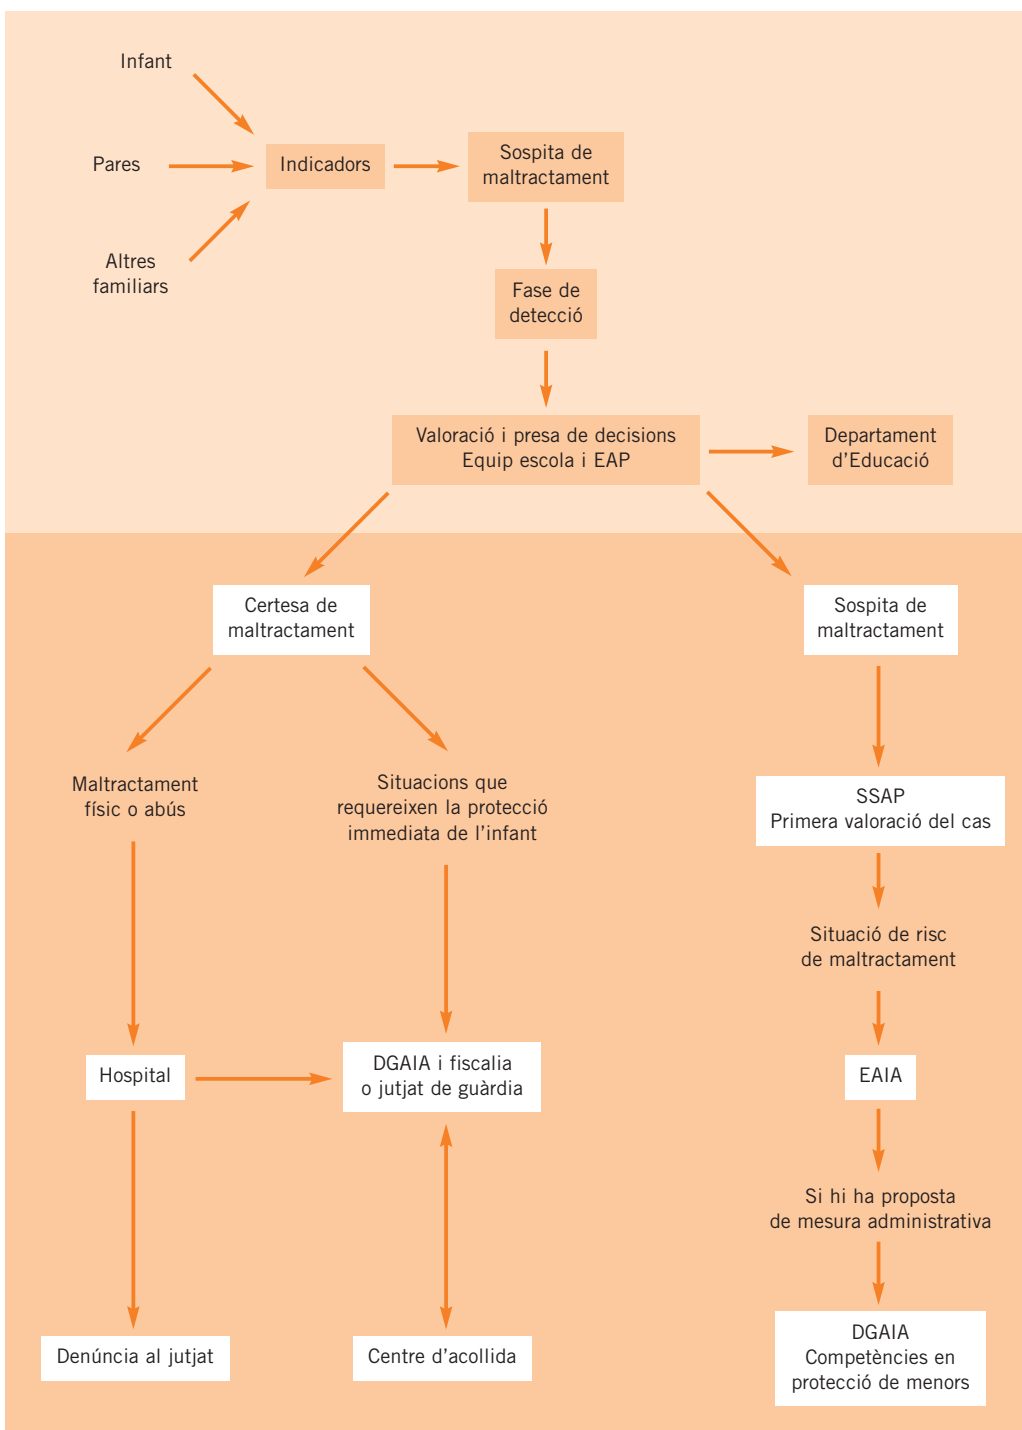 Infant
Pares
Altres
familiars
Indicadors
Sospita de
maltractament
Fase de
detecció
Valoració i presa de decisions
Equip escola i EAP
Departament
d’Educació
Certesa de
maltractament
Sospita de
maltractament
Maltractament
físic o abús
Situacions que
requereixen la protecció
immediata de l’infant
SSAP
Primera valoració del cas
Situació de risc
de maltractament
Hospital
DGAIA i fiscalia
o jutjat de guàrdia
EAIA
Si hi ha proposta
de mesura administrativa
Denúncia al jutjat
Centre d’acollida
DGAIA
Competències en
protecció de menors